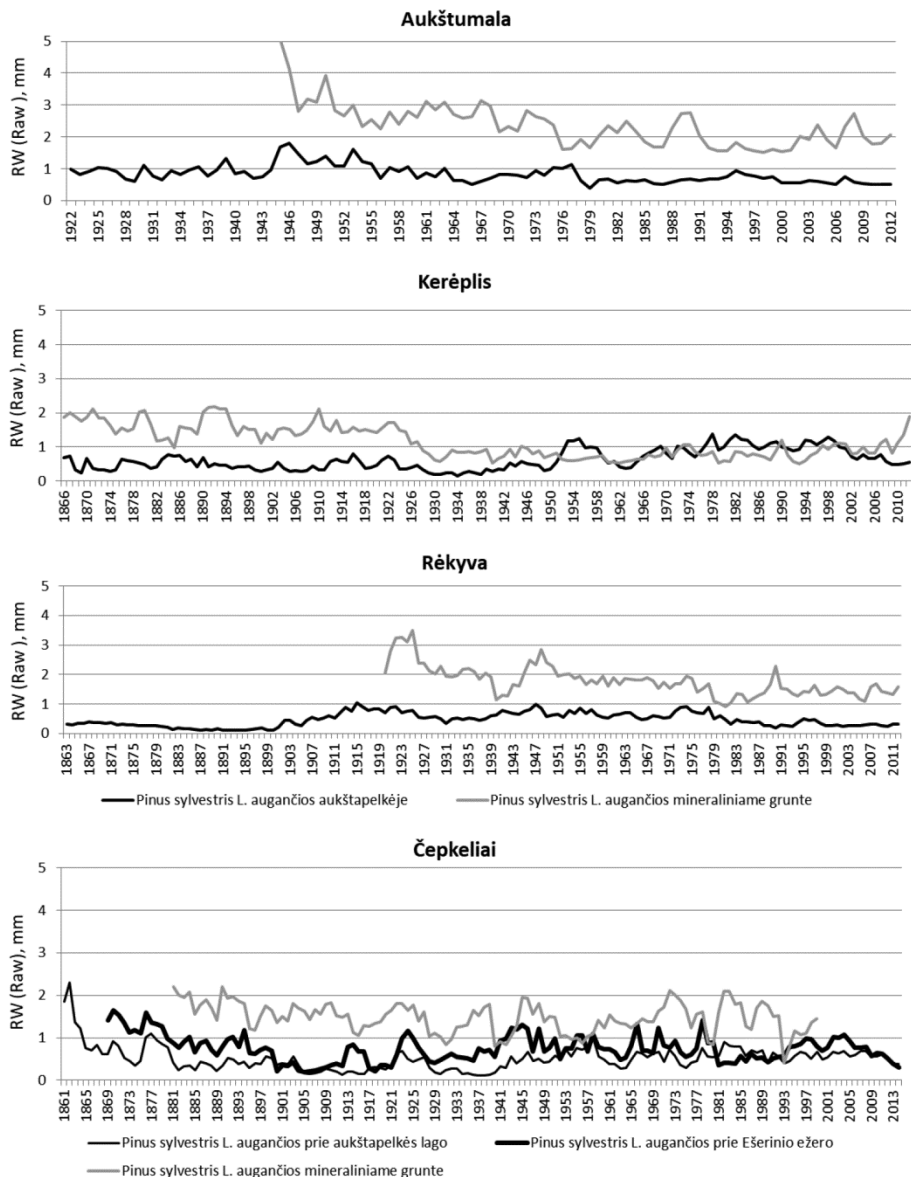 Aukštumala
RW (Raw ), mm
5
4
3
2
1
0
1922 1925 1928 1931 1934 1937 1940 1943 1946 1949 1952 1955 1958 1961 1964 1967 1970 1973 1976 1979 1982 1985 1988 1991 1994 1997 2000 2003 2006 2009 2012
Kerėplis
RW (Raw ), mm
5
4
3
2
1
0
1866 1870 1874 1878 1882 1886 1890 1894 1898 1902 1906 1910 1914 1918 1922 1926 1930 1934 1938 1942 1946 1950 1954 1958 1962 1966 1970 1974 1978 1982 1986 1990 1994 1998 2002 2006 2010
Rėkyva
RW (Raw ), mm
5
4
3
2
1
0
1863 1867 1871 1875 1879 1883 1887 1891 1895 1899 1903 1907 1911 1915 1919 1923 1927 1931 1935 1939 1943 1947 1951 1955 1959 1963 1967 1971 1975 1979 1983 1987 1991 1995 1999 2003 2007 2011
Pinus sylvestris L. augančios aukštapelkėje Pinus sylvestris L. augančios mineraliniame grunte
Čepkeliai
RW (Raw), mm
5
4
3
2
1
0
1861 1865 1869 1873 1877 1881 1885 1889 1893 1897 1901 1905 1909 1913 1917 1921 1925 1929 1933 1937 1941 1945 1949 1953 1957 1961 1965 1969 1973 1977 1981 1985 1989 1993 1997 2001 2005 2009 2013
Pinus sylvestris L. augančios prie aukštapelkės lago Pinus sylvestris L. augančios prie Ešerinio ežero
Pinus sylvestris L. augančios mineraliniame grunte